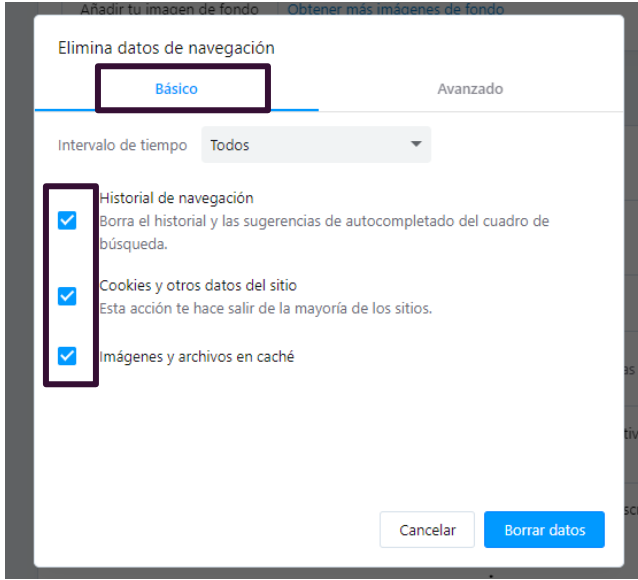 Añadir tu imagen de fondo Obtener más imágenes de fondo
Elimina datos de navegación
Básico Avanzado
Intervalo de tiempo Todos
Historial de navegación
Borra el historial y las sugerencias de autocompletado del cuadro de
búsqueda.
Cookies y otros datos del sitio
Esta acción te hace salir de la mayoría de los sitios.
Imágenes y archivos en caché
Cancelar Borrar datos